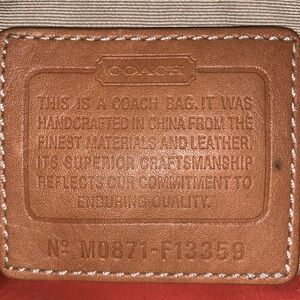 COACH
THIS IS A COACH BAG. IT WAS
HANDCRAFTED IN CHINA FROM THE
FINEST MATERIALS AND LEATHER.
ITS SUPERIOR CRAFTSMANSHIP
REFLECTS OUR COMMITMENT TO
ENDURING QUALITY.
Nº M0871-F13359